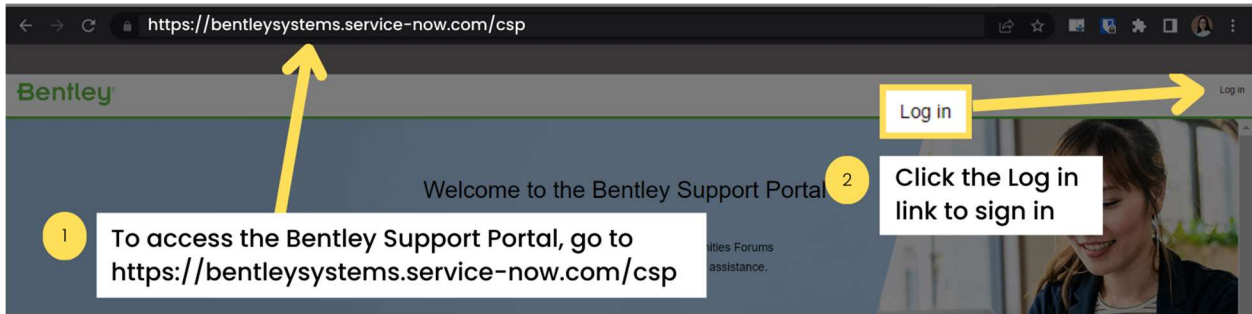 https://bentleysystems.service-now.com/csp
Bentley
Log in
Log in
Welcome to the Bentley Support Portal
2
Click the Log in
link to sign in
1
To access the Bentley Support Portal, go to
https://bentleysystems.service-now.com/csp
Forums
assistance.